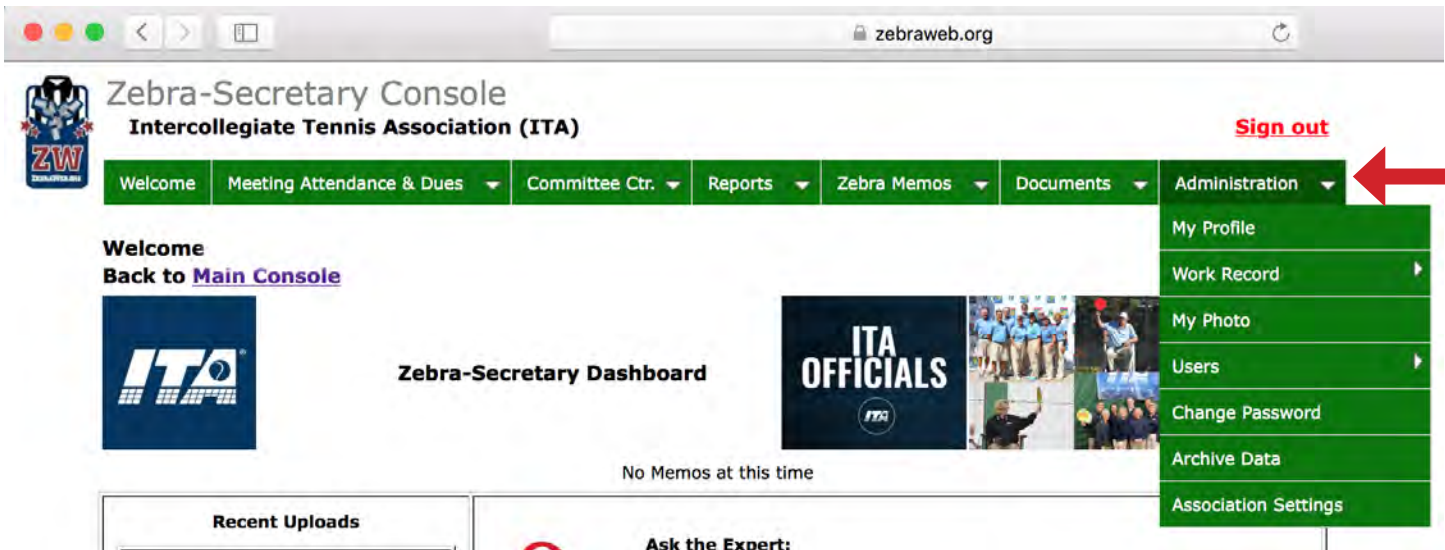 zebraweb.org
Zebra-Secretary Console
Intercollegiate Tennis Association (ITA)
Sign out
ZW
ZEBRAWEB.ORG
Welcome Meeting Attendance & Dues Committee Ctr. Reports Zebra Memos Documents Administration
My Profile
Work Record
My Photo
Users
Change Password
Archive Data
Association Settings
Welcome
Back to Main Console
ITA
Zebra-Secretary Dashboard
ITA
OFFICIALS
ITA
No Memos at this time
Recent Uploads
Ask the Expert: